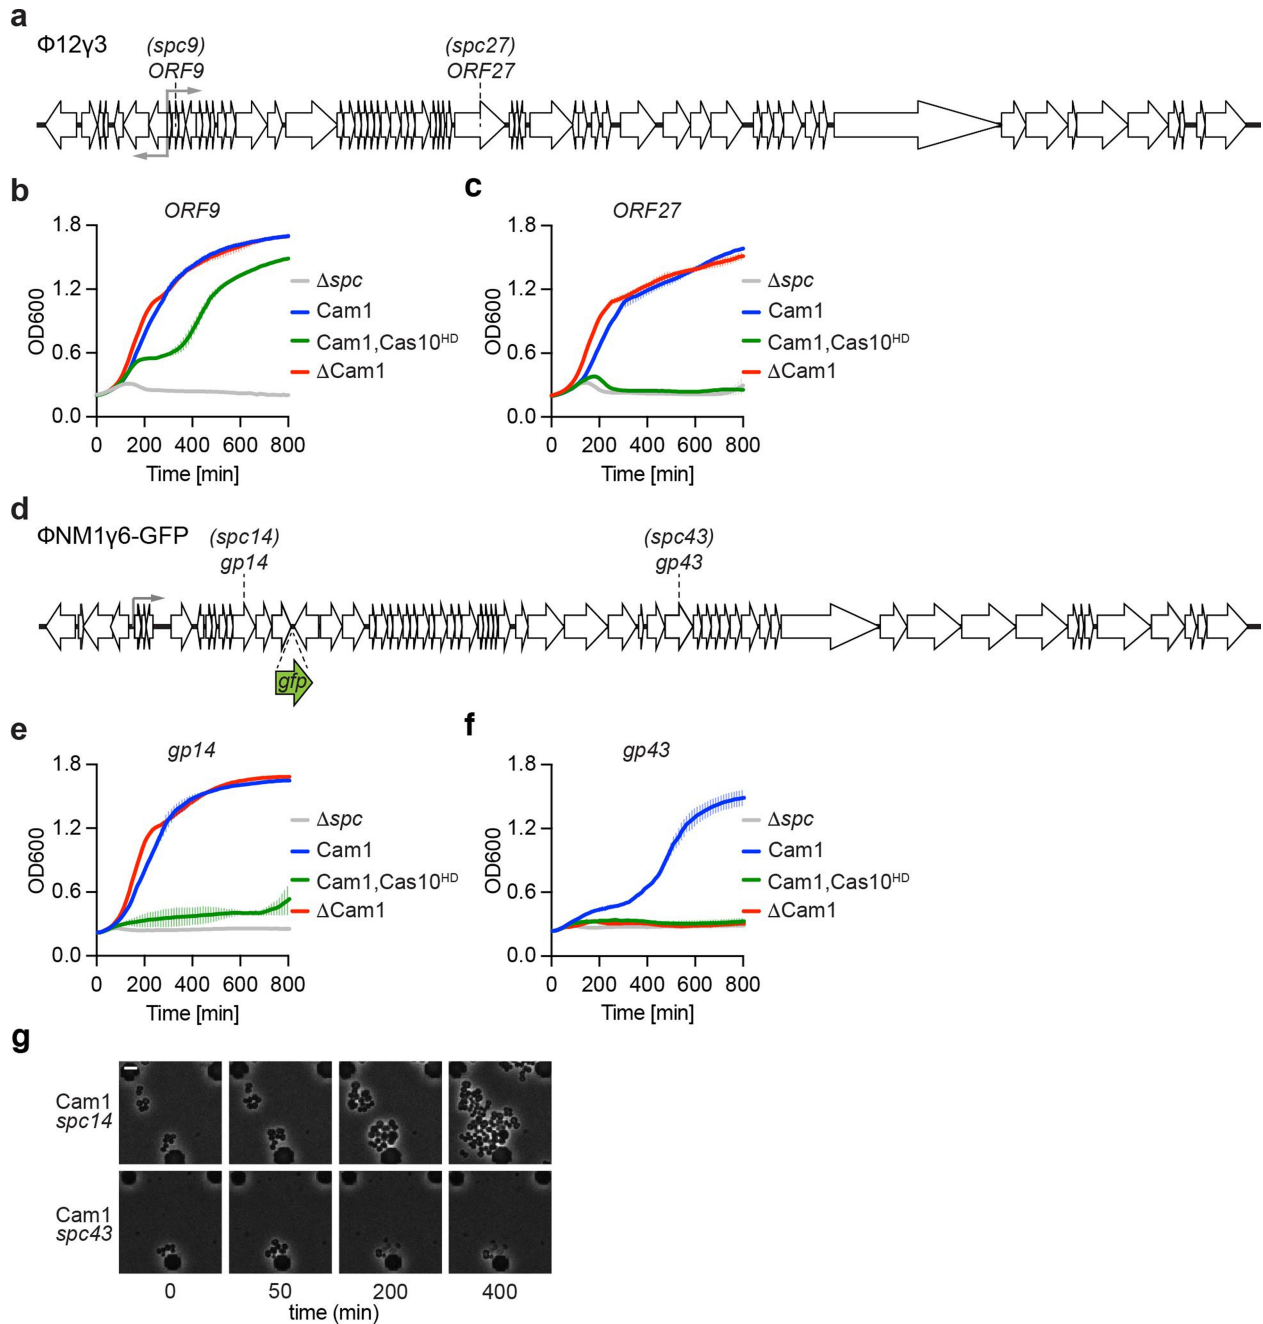 a
Φ12γ3
(spc9)
ORF9
(spc27)
ORF27
b
ORF9
1.8
1.2
0.6
0.0
OD600
0 200 400 600 800
Time [min]
Δspc
Cam1
Cam1,Cas10ᴴᴰ
ΔCam1
c
ORF27
1.8
1.2
0.6
0.0
OD600
0 200 400 600 800
Time [min]
Δspc
Cam1
Cam1,Cas10ᴴᴰ
ΔCam1
d
ΦNM1γ6-GFP
(spc14)
gp14
(spc43)
gp43
gfp
e
gp14
1.8
1.2
0.6
0.0
OD600
0 200 400 600 800
Time [min]
Δspc
Cam1
Cam1,Cas10ᴴᴰ
ΔCam1
f
gp43
1.8
1.2
0.6
0.0
OD600
0 200 400 600 800
Time [min]
Δspc
Cam1
Cam1,Cas10ᴴᴰ
ΔCam1
g
Cam1
spc14
Cam1
spc43
0 50 200 400
time (min)